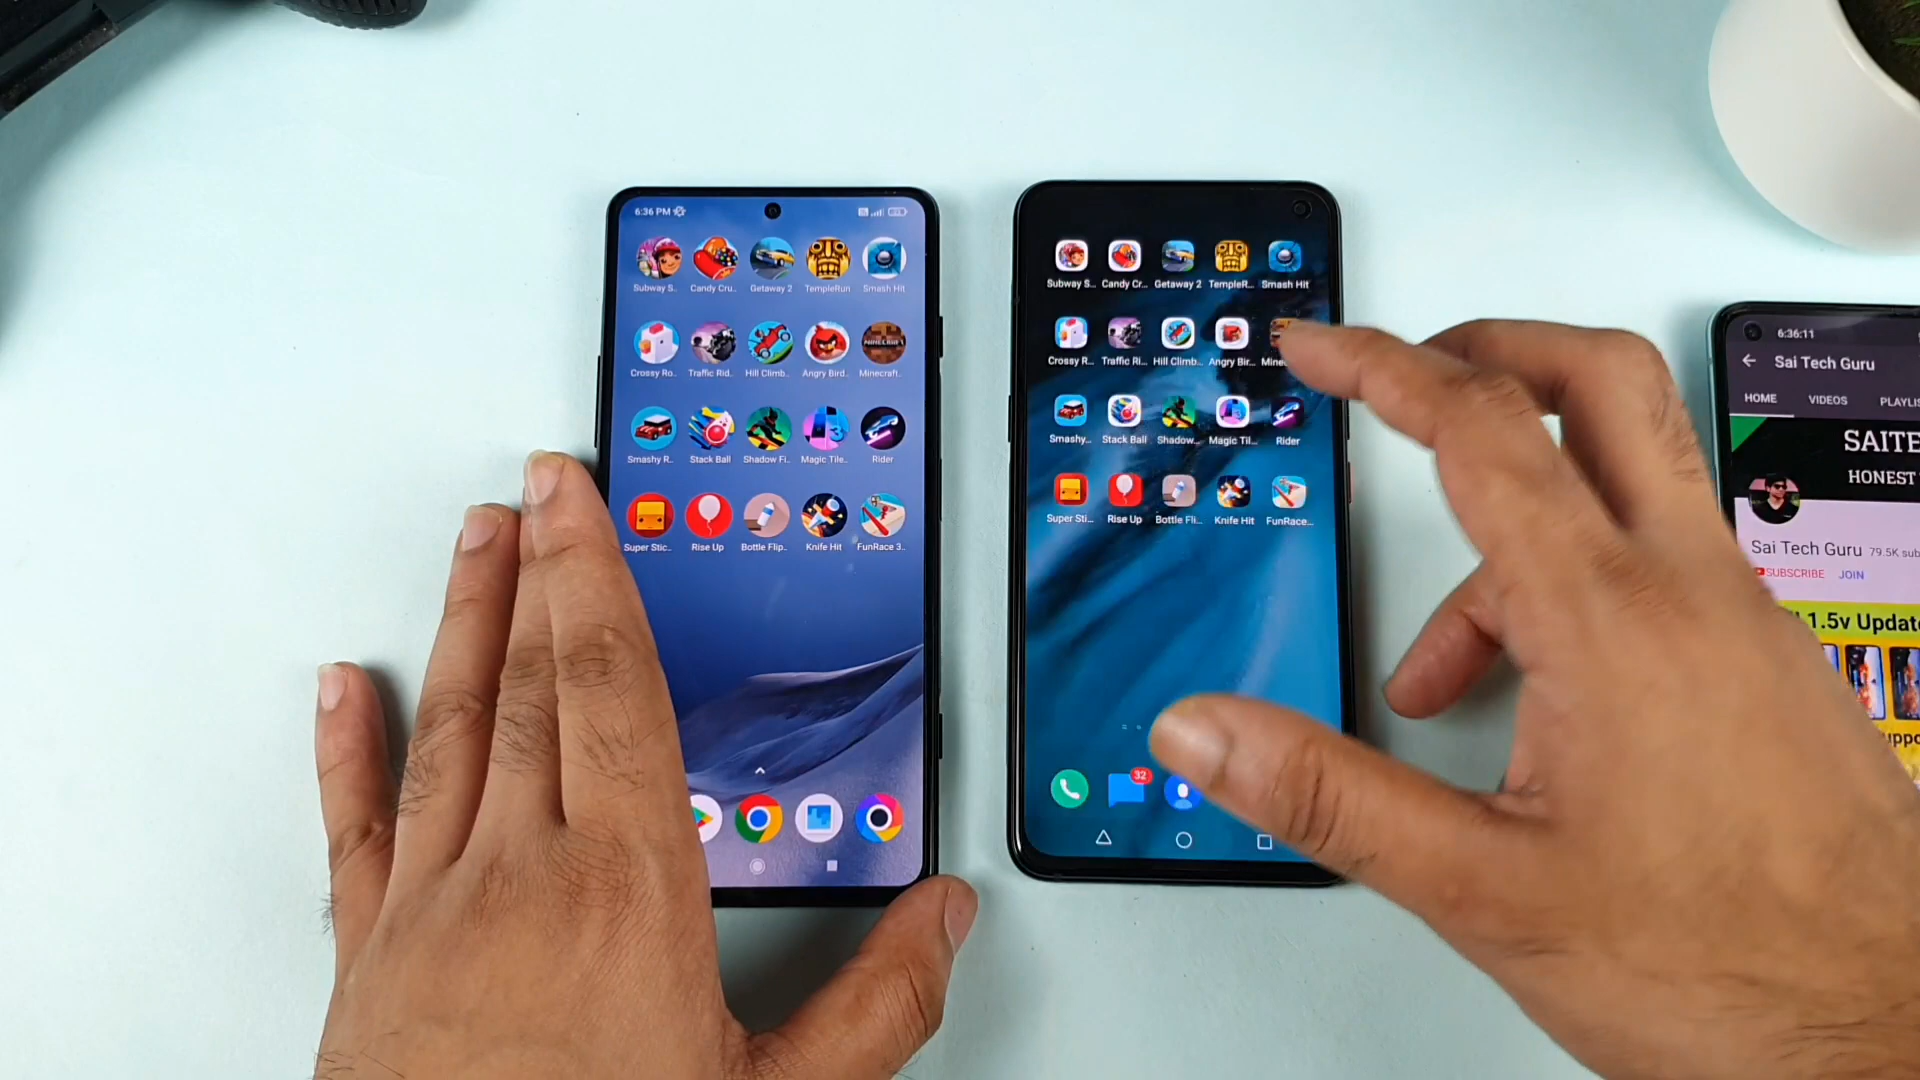 6:36 PM
Subway S.. Candy Cru.. Getaway 2 TempleRun Smash Hit
Crossy Ro.. Traffic Rid.. Hill Climb.. Angry Bird.. Minecraft..
Smashy R.. Stack Ball Shadow Fi.. Magic Tile.. Rider
Super Stic.. Rise Up Bottle Flip.. Knife Hit FunRace 3..
Subway S... Candy Cr... Getaway 2 TempleR... Smash Hit
Crossy R... Traffic Ri... Hill Climb... Angry Bir... Mine
Smashy... Stack Ball Shadow... Magic Til... Rider
Super Sti... Rise Up Bottle Fli... Knife Hit FunRace...
32
6:36:11
Sai Tech Guru
HOME VIDEOS PLAYLIS
SAITE
HONEST
Sai Tech Guru 79.5K sub
SUBSCRIBE JOIN
1.5v Update